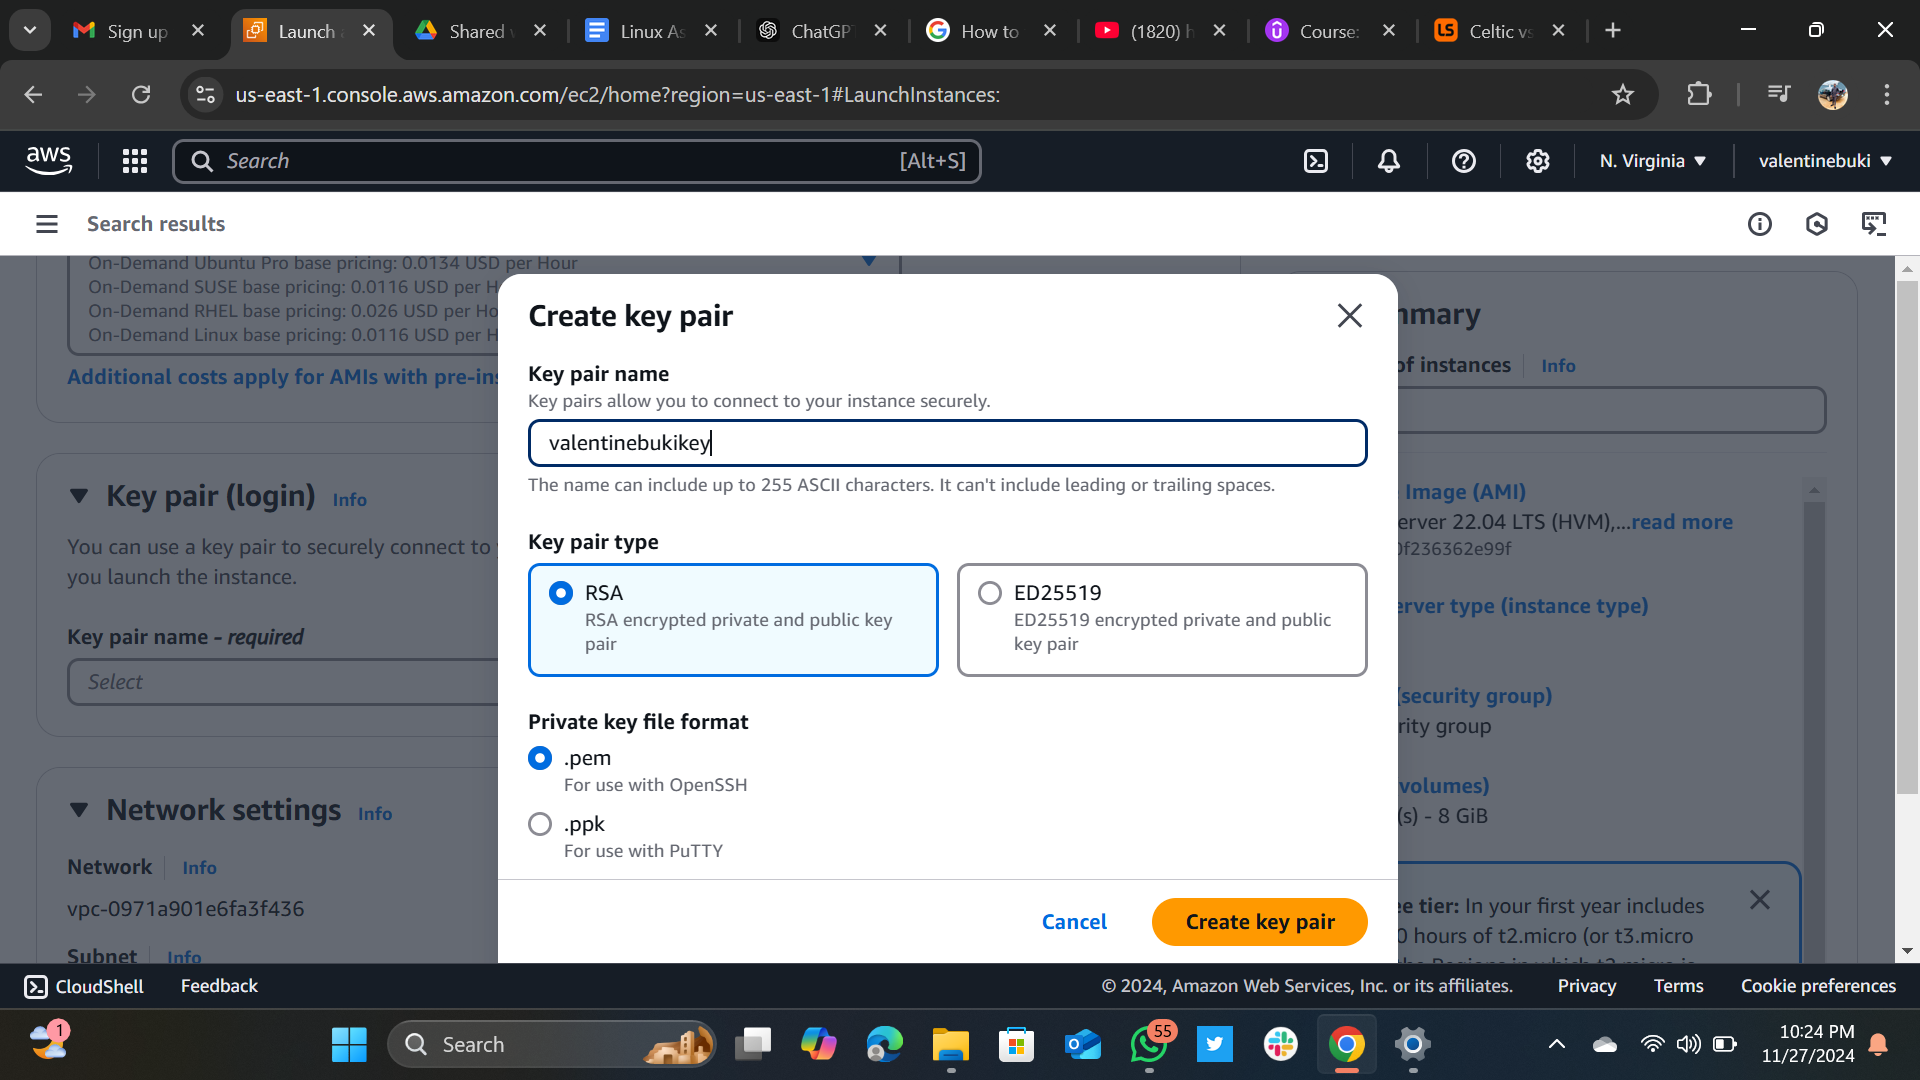 Sign up
Launch a
Shared w
Linux As
ChatGP
How to
(1820) h
Course:
LS
Celtic vs
us-east-1.console.aws.amazon.com/ec2/home?region=us-east-1#LaunchInstances:
aws
Search
[Alt+S]
N. Virginia
valentinebuki
Search results
On-Demand Ubuntu Pro base pricing: 0.0134 USD per Hour
On-Demand SUSE base pricing: 0.0116 USD per H
On-Demand RHEL base pricing: 0.026 USD per Ho
On-Demand Linux base pricing: 0.0116 USD per H
Additional costs apply for AMIs with pre-ins
Key pair (login) Info
You can use a key pair to securely connect to
you launch the instance.
Key pair name - required
Select
Network settings Info
Network Info
vpc-0971a901e6fa3f436
Subnet Info
Create key pair
Key pair name
Key pairs allow you to connect to your instance securely.
valentinebukikey
The name can include up to 255 ASCII characters. It can't include leading or trailing spaces.
Key pair type
RSA
RSA encrypted private and public key
pair
ED25519
ED25519 encrypted private and public
key pair
Private key file format
.pem
For use with OpenSSH
.ppk
For use with PuTTY
Cancel
Create key pair
mmary
of instances Info
Image (AMI)
erver 22.04 LTS (HVM),...read more
0f236362e99f
erver type (instance type)
(security group)
rity group
volumes)
(s) - 8 GiB
ee tier: In your first year includes
0 hours of t2.micro (or t3.micro
the Regions in which t2.micro is
CloudShell
Feedback
© 2024, Amazon Web Services, Inc. or its affiliates.
Privacy
Terms
Cookie preferences
1
Search
55
10:24 PM
11/27/2024